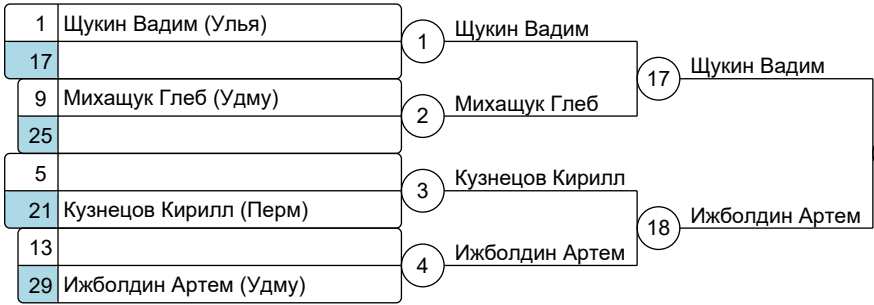 1 Щукин Вадим (Улья)
17
1 Щукин Вадим
9 Михащук Глеб (Удму)
25
2 Михащук Глеб
17 Щукин Вадим
5
21 Кузнецов Кирилл (Перм)
3 Кузнецов Кирилл
13
29 Ижболдин Артем (Удму)
4 Ижболдин Артем
18 Ижболдин Артем